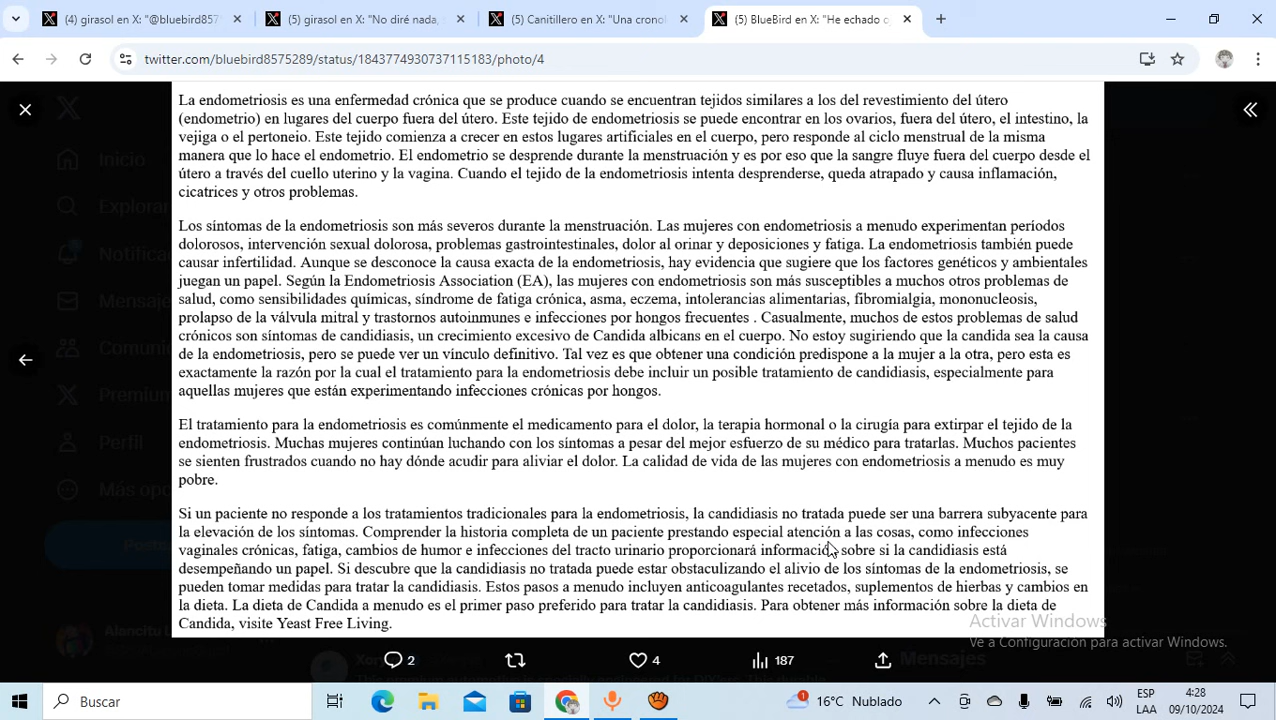 (4) girasol en X: "@bluebird857
(5) girasol en X: "No diré nada,
(5) Canitillero en X: "Una crono
(5) BlueBird en X: "He echado o
twitter.com/bluebird8575289/status/1843774930737115183/photo/4
La endometriosis es una enfermedad crónica que se produce cuando se encuentran tejidos similares a los del revestimiento del útero
(endometrio) en lugares del cuerpo fuera del útero. Este tejido de endometriosis se puede encontrar en los ovarios, fuera del útero, el intestino, la
vejiga o el pertoneio. Este tejido comienza a crecer en estos lugares artificiales en el cuerpo, pero responde al ciclo menstrual de la misma
manera que lo hace el endometrio. El endometrio se desprende durante la menstruación y es por eso que la sangre fluye fuera del cuerpo desde el
útero a través del cuello uterino y la vagina. Cuando el tejido de la endometriosis intenta desprenderse, queda atrapado y causa inflamación,
cicatrices y otros problemas.
Los síntomas de la endometriosis son más severos durante la menstruación. Las mujeres con endometriosis a menudo experimentan períodos
dolorosos, intervención sexual dolorosa, problemas gastrointestinales, dolor al orinar y deposiciones y fatiga. La endometriosis también puede
causar infertilidad. Aunque se desconoce la causa exacta de la endometriosis, hay evidencia que sugiere que los factores genéticos y ambientales
juegan un papel. Según la Endometriosis Association (EA), las mujeres con endometriosis son más susceptibles a muchos otros problemas de
salud, como sensibilidades químicas, síndrome de fatiga crónica, asma, eczema, intolerancias alimentarias, fibromialgia, mononucleosis,
prolapso de la válvula mitral y trastornos autoinmunes e infecciones por hongos frecuentes . Casualmente, muchos de estos problemas de salud
crónicos son síntomas de candidiasis, un crecimiento excesivo de Candida albicans en el cuerpo. No estoy sugiriendo que la candida sea la causa
de la endometriosis, pero se puede ver un vínculo definitivo. Tal vez es que obtener una condición predispone a la mujer a la otra, pero esta es
exactamente la razón por la cual el tratamiento para la endometriosis debe incluir un posible tratamiento de candidiasis, especialmente para
aquellas mujeres que están experimentando infecciones crónicas por hongos.
El tratamiento para la endometriosis es comúnmente el medicamento para el dolor, la terapia hormonal o la cirugía para extirpar el tejido de la
endometriosis. Muchas mujeres continúan luchando con los síntomas a pesar del mejor esfuerzo de su médico para tratarlas. Muchos pacientes
se sienten frustrados cuando no hay dónde acudir para aliviar el dolor. La calidad de vida de las mujeres con endometriosis a menudo es muy
pobre.
Si un paciente no responde a los tratamientos tradicionales para la endometriosis, la candidiasis no tratada puede ser una barrera subyacente para
la elevación de los síntomas. Comprender la historia completa de un paciente prestando especial atención a las cosas, como infecciones
vaginales crónicas, fatiga, cambios de humor e infecciones del tracto urinario proporcionará información sobre si la candidiasis está
desempeñando un papel. Si descubre que la candidiasis no tratada puede estar obstaculizando el alivio de los síntomas de la endometriosis, se
pueden tomar medidas para tratar la candidiasis. Estos pasos a menudo incluyen anticoagulantes recetados, suplementos de hierbas y cambios en
la dieta. La dieta de Candida a menudo es el primer paso preferido para tratar la candidiasis. Para obtener más información sobre la dieta de
Candida, visite Yeast Free Living.
Inicio
Explorar
Notifica
Mensaje
Comuni
Premium
Perfil
Más op
Alancitu
Mensajes
Activar Windows
Ve a Configuración para activar Windows.
2
4
187
Buscar
1
16°C Nublado
ESP
LAA
4:28
09/10/2024